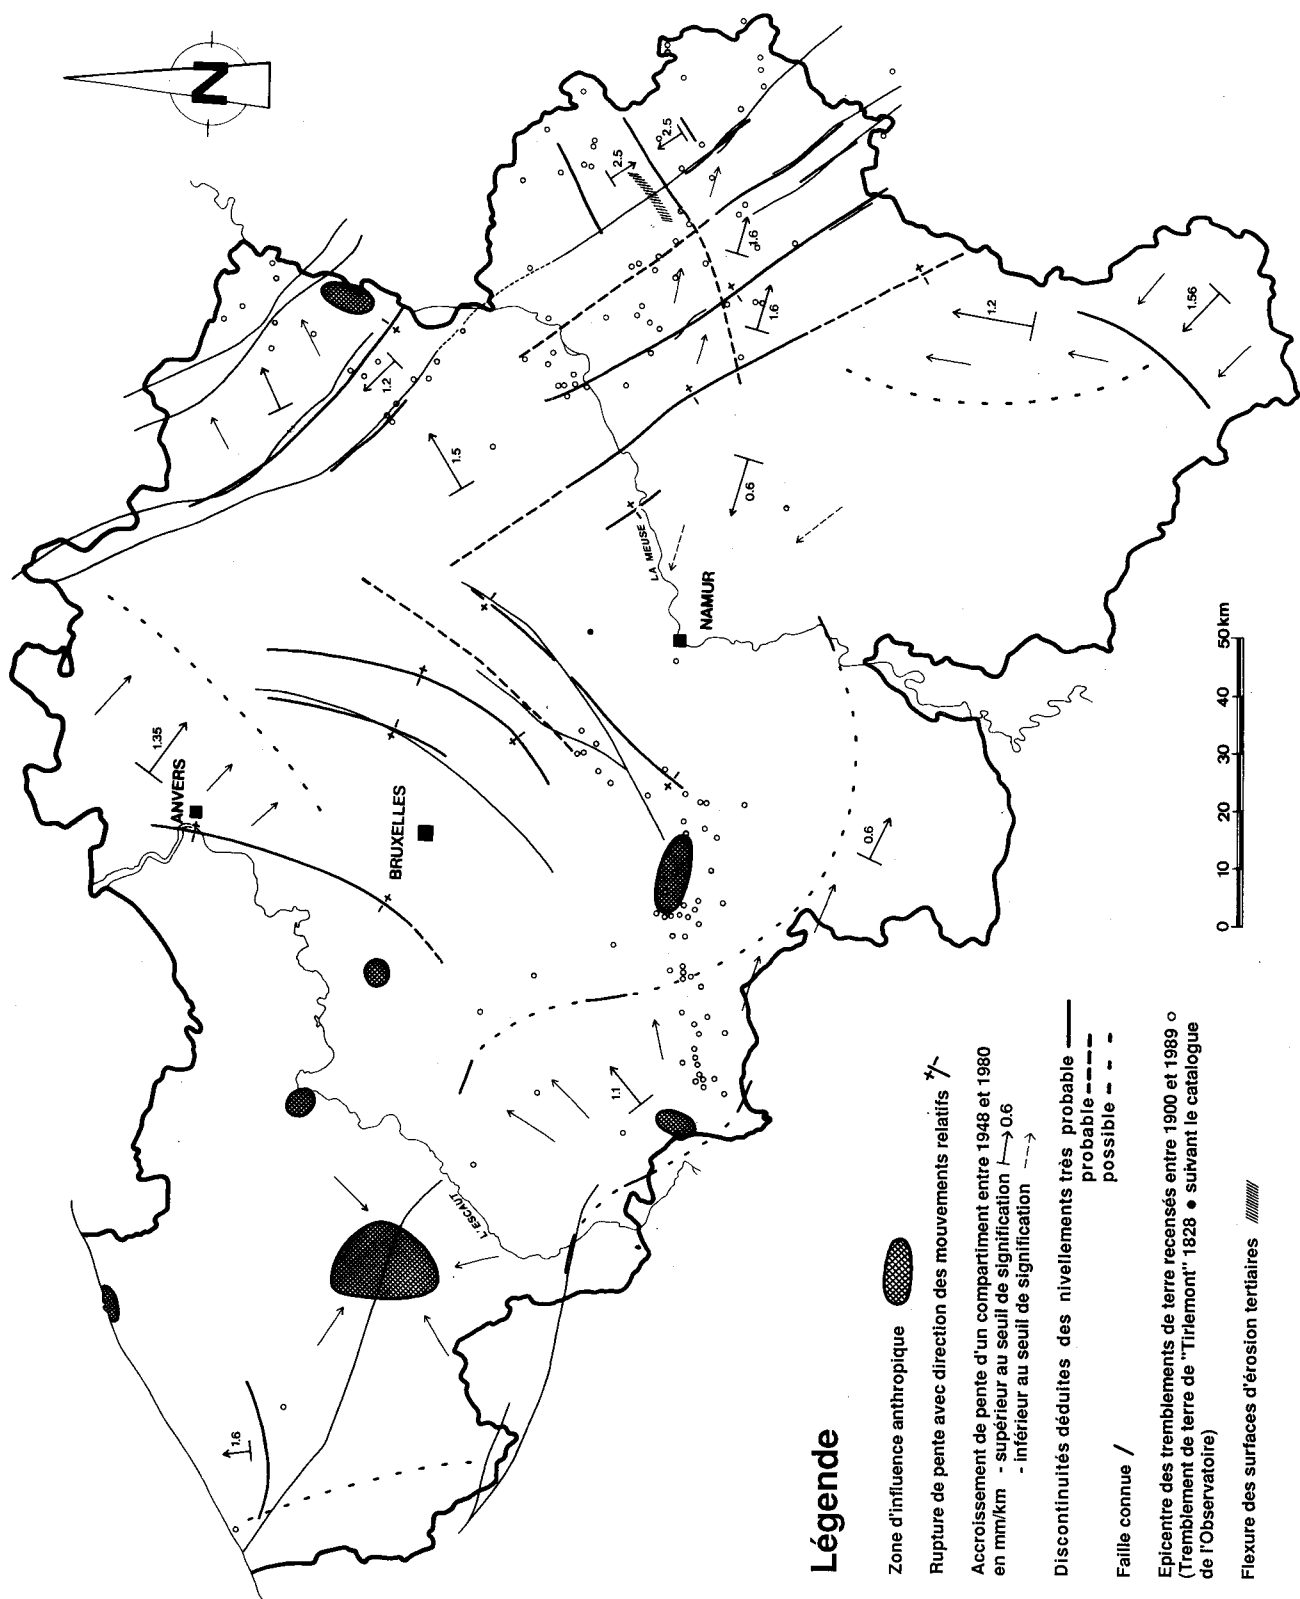 N
ANVERS
BRUXELLES
NAMUR
LA MEUSE
L'ESCAUT
1.6
1.35
1.5
1.2
2.5
2.5
1.6
1.6
0.6
1.2
1.56
0.6
1.1
0 10 20 30 40 50 km
Légende
Zone d'influence anthropique
Rupture de pente avec direction des mouvements relatifs +/-
Accroissement de pente d'un compartiment entre 1948 et 1980
en mm/km - supérieur au seuil de signification 0.6
- inférieur au seuil de signification
Discontinuités déduites des nivellements très probable
probable
possible
Faille connue
Epicentre des tremblements de terre recensés entre 1900 et 1989 o
(Tremblement de terre de "Tirlemont" 1828 ● suivant le catalogue
de l'Observatoire)
Flexure des surfaces d'érosion tertiaires